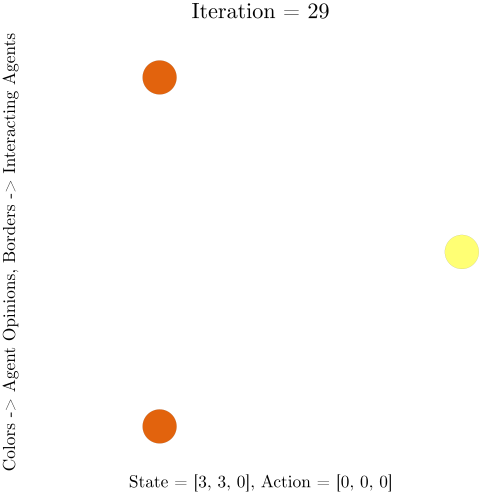 Iteration = 29
Colors -> Agent Opinions, Borders -> Interacting Agents
State = [3, 3, 0], Action = [0, 0, 0]